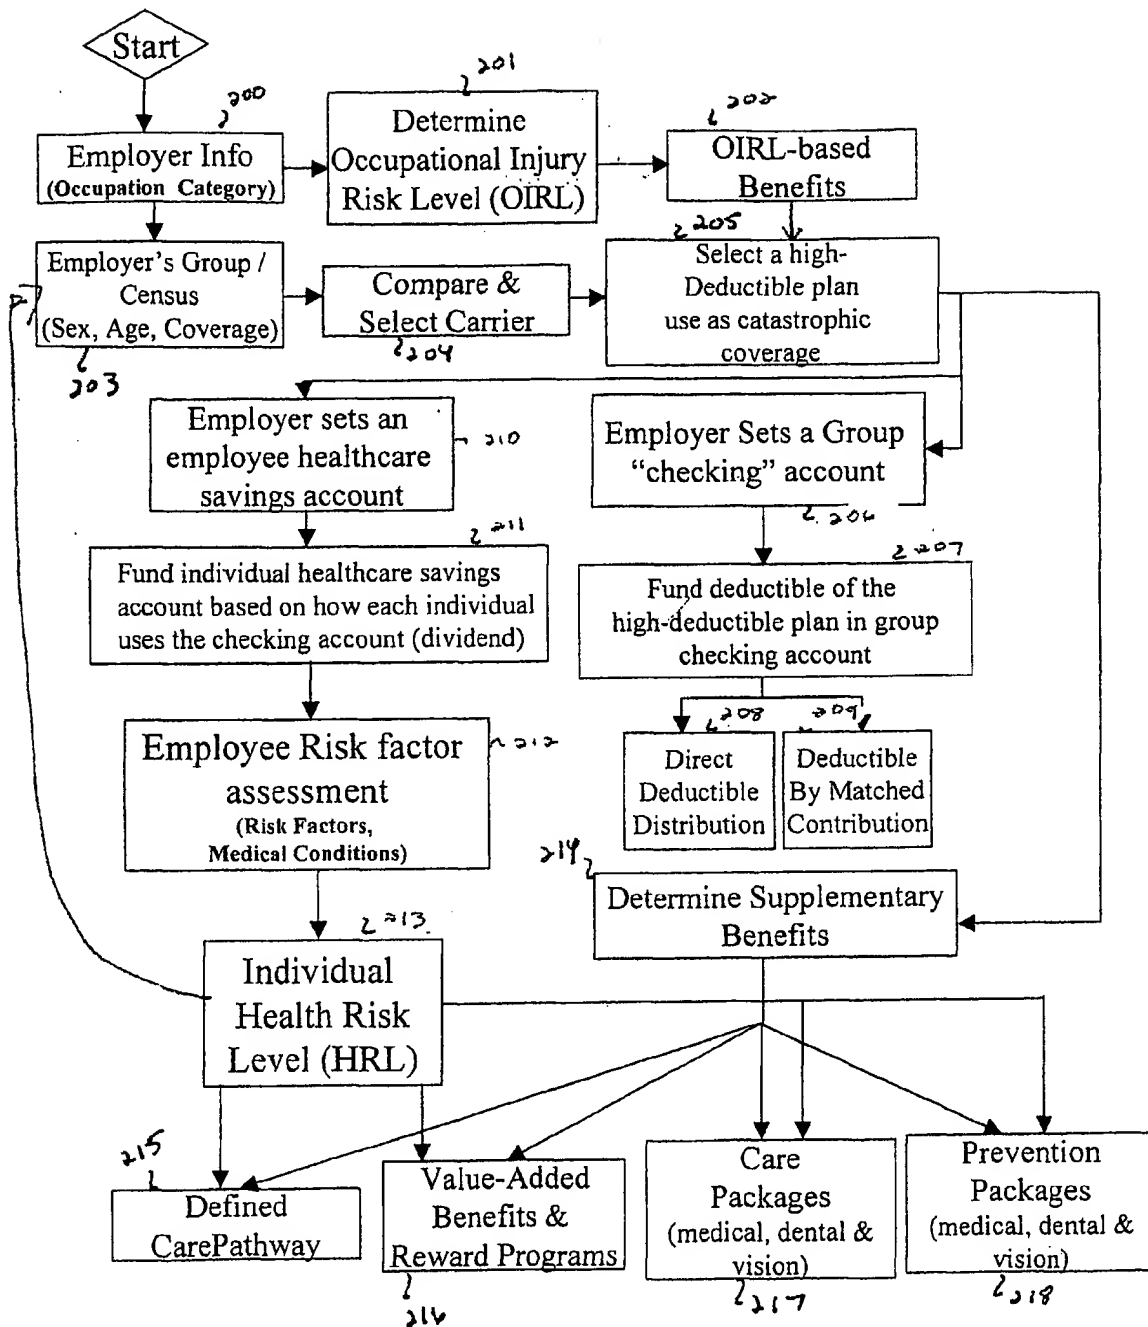 Start
200
Employer Info
(Occupation Category)
201
Determine
Occupational Injury
Risk Level (OIRL)
202
OIRL-based
Benefits
Employer's Group /
Census
(Sex, Age, Coverage)
203
Compare &
Select Carrier
204
205
Select a high-
Deductible plan
use as catastrophic
coverage
Employer sets an
employee healthcare
savings account
210
Employer Sets a Group
“checking” account
206
211
Fund individual healthcare savings
account based on how each individual
uses the checking account (dividend)
207
Fund deductible of the
high-deductible plan in group
checking account
Employee Risk factor
assessment
(Risk Factors,
Medical Conditions)
212
208
Direct
Deductible
Distribution
209
Deductible
By Matched
Contribution
214
Determine Supplementary
Benefits
213
Individual
Health Risk
Level (HRL)
215
Defined
CarePathway
Value-Added
Benefits &
Reward Programs
216
Care
Packages
(medical, dental &
vision)
217
Prevention
Packages
(medical, dental &
vision)
218